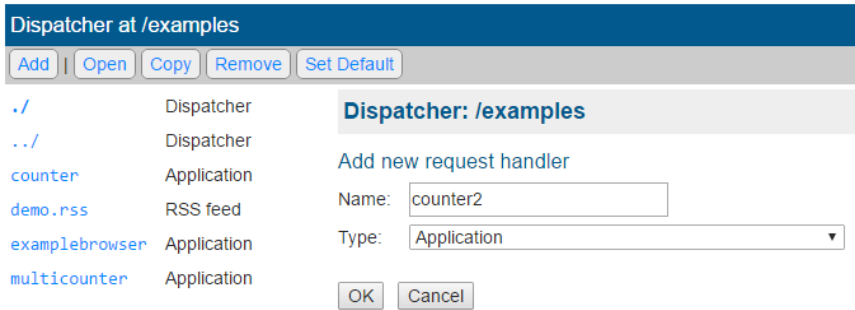 Dispatcher at /examples
Add | Open Copy Remove Set Default
./ Dispatcher
../ Dispatcher
counter Application
demo.rss RSS feed
examplebrowser Application
multicounter Application
Dispatcher: /examples
Add new request handler
Name: counter2
Type: Application
OK Cancel